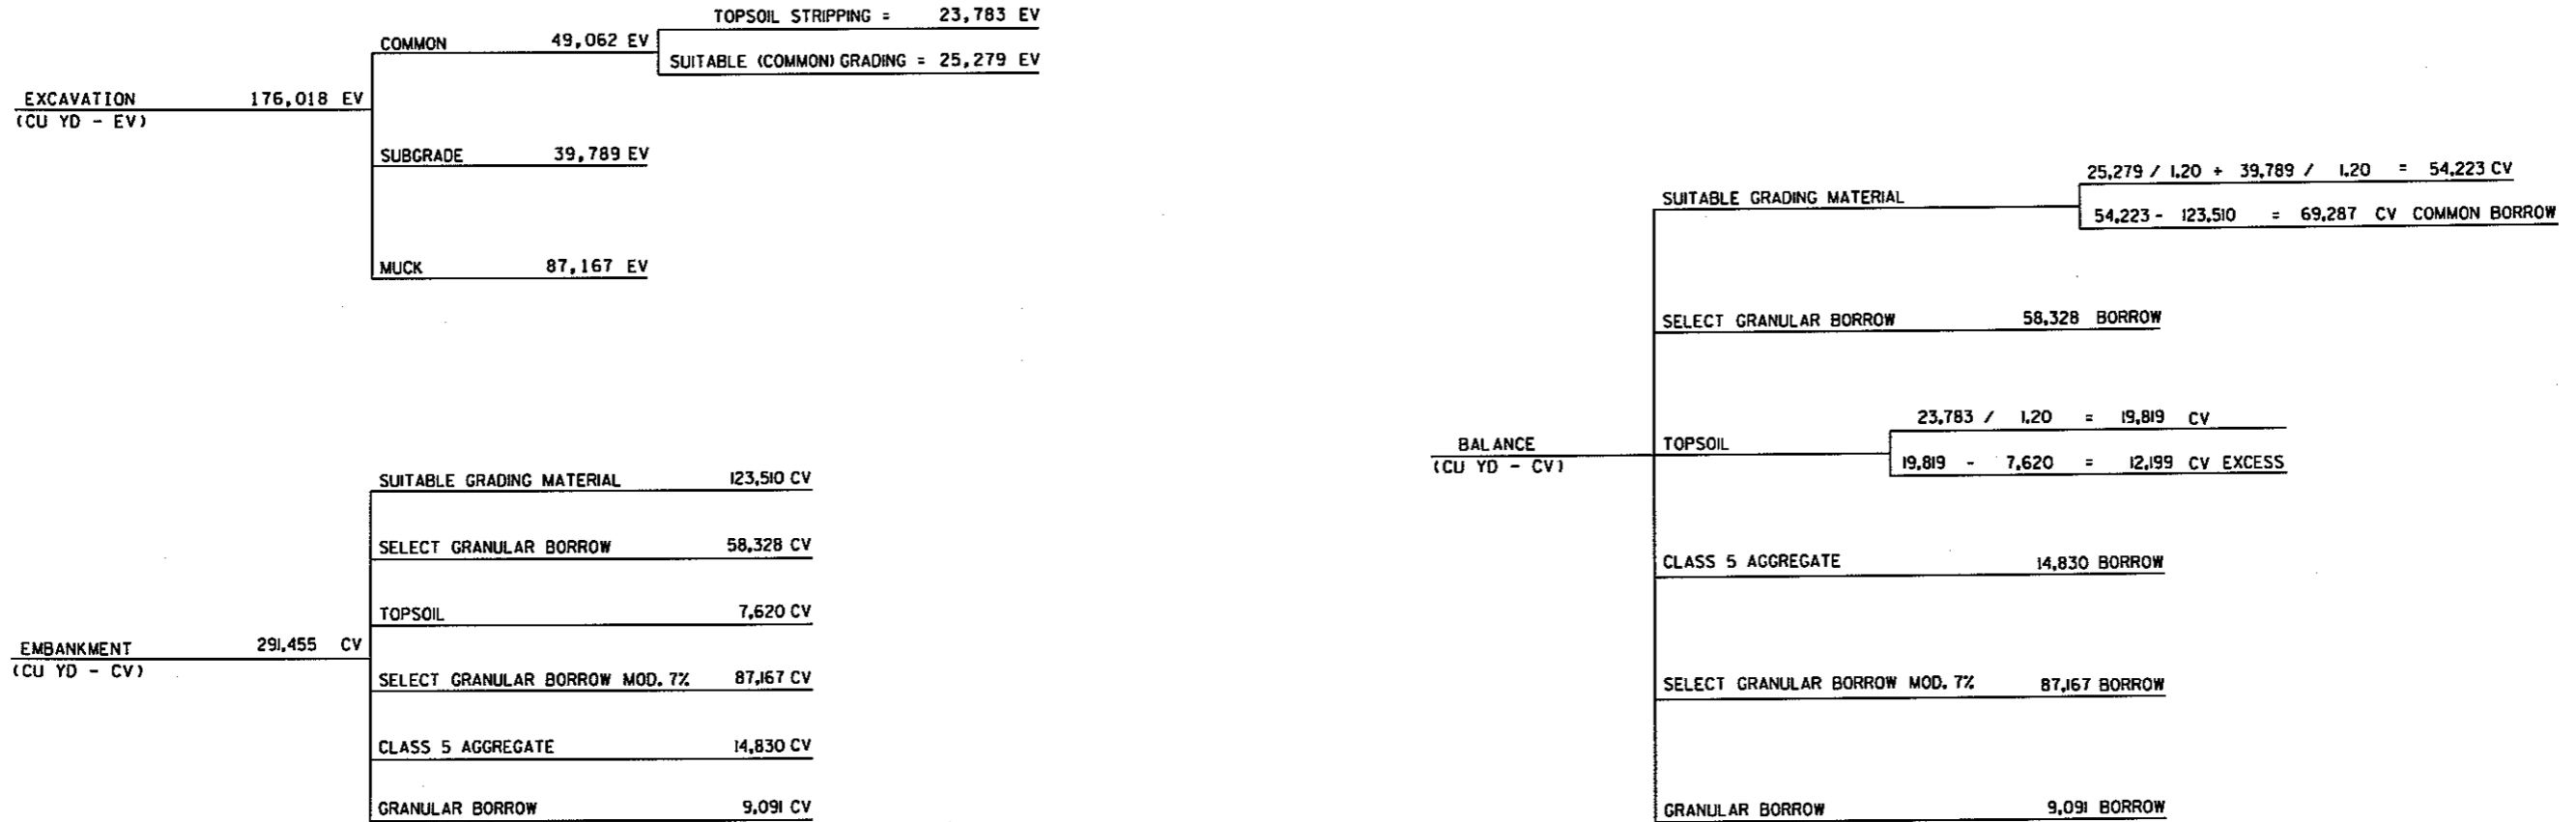 TOPSOIL STRIPPING = 23,783 EV
COMMON 49,062 EV
SUITABLE (COMMON) GRADING = 25,279 EV
EXCAVATION 176,018 EV
(CU YD - EV)
SUBGRADE 39,789 EV
MUCK 87,167 EV
SUITABLE GRADING MATERIAL 123,510 CV
SELECT GRANULAR BORROW 58,328 CV
TOPSOIL 7,620 CV
EMBANKMENT 291,455 CV
(CU YD - CV)
SELECT GRANULAR BORROW MOD. 7% 87,167 CV
CLASS 5 AGGREGATE 14,830 CV
GRANULAR BORROW 9,091 CV
25,279 / 1.20 + 39,789 / 1.20 = 54,223 CV
SUITABLE GRADING MATERIAL
54,223 - 123,510 = 69,287 CV COMMON BORROW
SELECT GRANULAR BORROW 58,328 BORROW
23,783 / 1.20 = 19,819 CV
BALANCE
(CU YD - CV)
TOPSOIL
19,819 - 7,620 = 12,199 CV EXCESS
CLASS 5 AGGREGATE 14,830 BORROW
SELECT GRANULAR BORROW MOD. 7% 87,167 BORROW
GRANULAR BORROW 9,091 BORROW